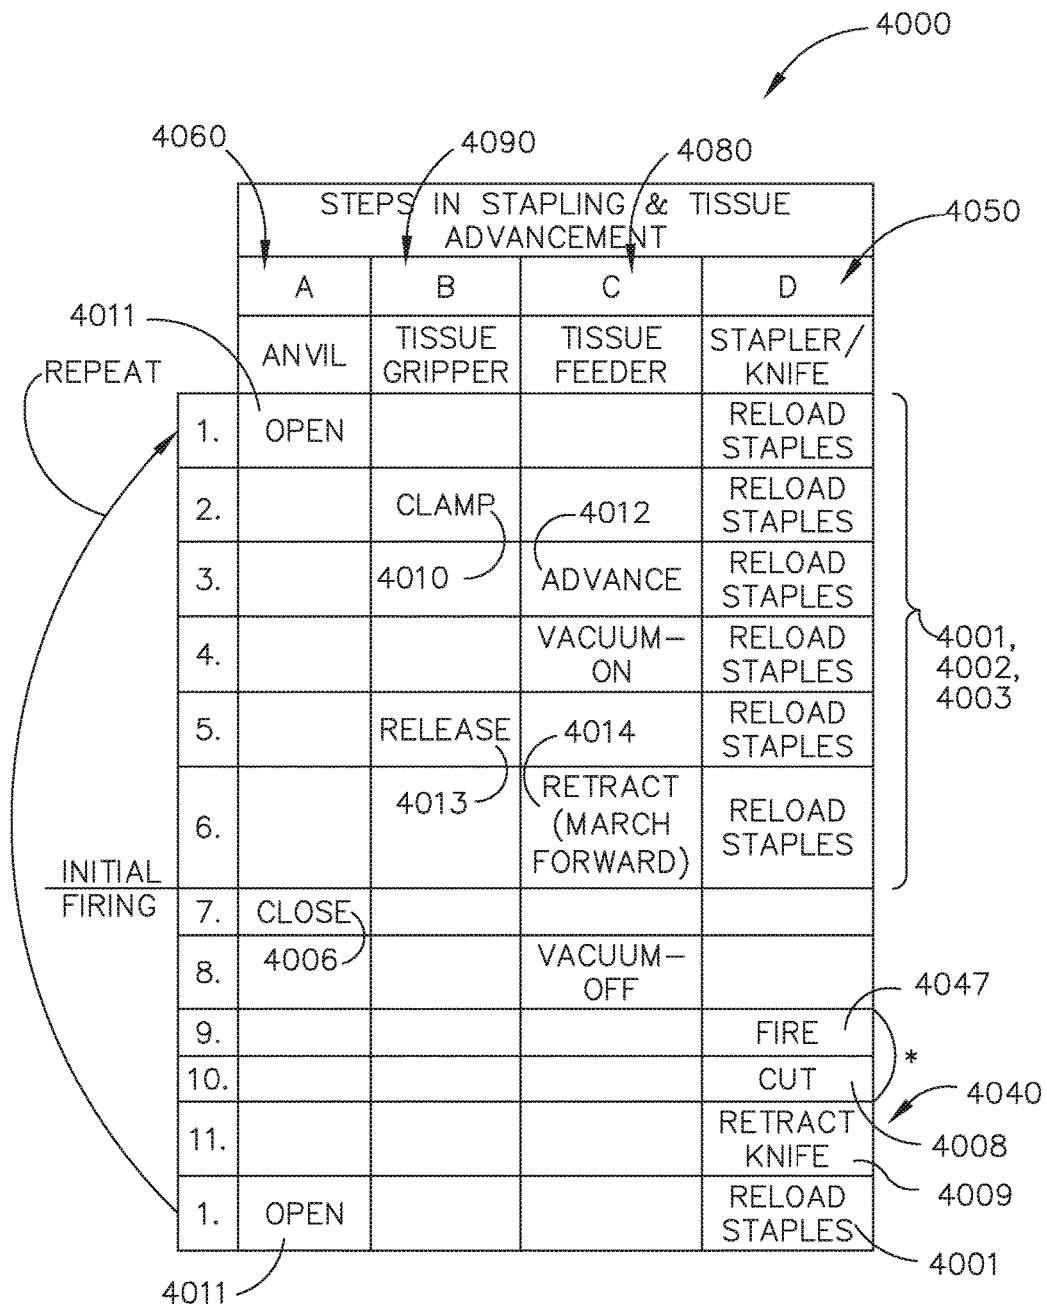 4000
4060
4090
4080
4050
STEPS IN STAPLING & TISSUE
ADVANCEMENT
A
B
C
D
4011
REPEAT
ANVIL
TISSUE
GRIPPER
TISSUE
FEEDER
STAPLER/
KNIFE
1.
OPEN
RELOAD
STAPLES
2.
CLAMP
4012
RELOAD
STAPLES
3.
4010
ADVANCE
RELOAD
STAPLES
4.
VACUUM—
ON
RELOAD
STAPLES
4001,
4002,
4003
5.
RELEASE
4014
RELOAD
STAPLES
6.
4013
RETRACT
(MARCH
FORWARD)
RELOAD
STAPLES
INITIAL
FIRING
7.
CLOSE
8.
4006
VACUUM—
OFF
9.
FIRE
4047
*
10.
CUT
4040
11.
RETRACT
KNIFE
4008
4009
1.
OPEN
RELOAD
STAPLES
4001
4011